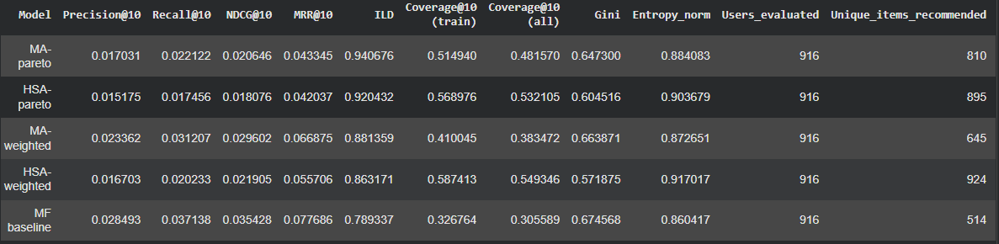 Model Precision@10 Recall@10 NDCG@10 MRR@10 ILD Coverage@10 (train) Coverage@10 (all) Gini Entropy_norm Users_evaluated Unique_items_recommended
MA-pareto 0.017031 0.022122 0.020646 0.043345 0.940676 0.514940 0.481570 0.647300 0.884083 916 810
HSA-pareto 0.015175 0.017456 0.018076 0.042037 0.920432 0.568976 0.532105 0.604516 0.903679 916 895
MA-weighted 0.023362 0.031207 0.029602 0.066875 0.881359 0.410045 0.383472 0.663871 0.872651 916 645
HSA-weighted 0.016703 0.020233 0.021905 0.055706 0.863171 0.587413 0.549346 0.571875 0.917017 916 924
MF baseline 0.028493 0.037138 0.035428 0.077686 0.789337 0.326764 0.305589 0.674568 0.860417 916 514